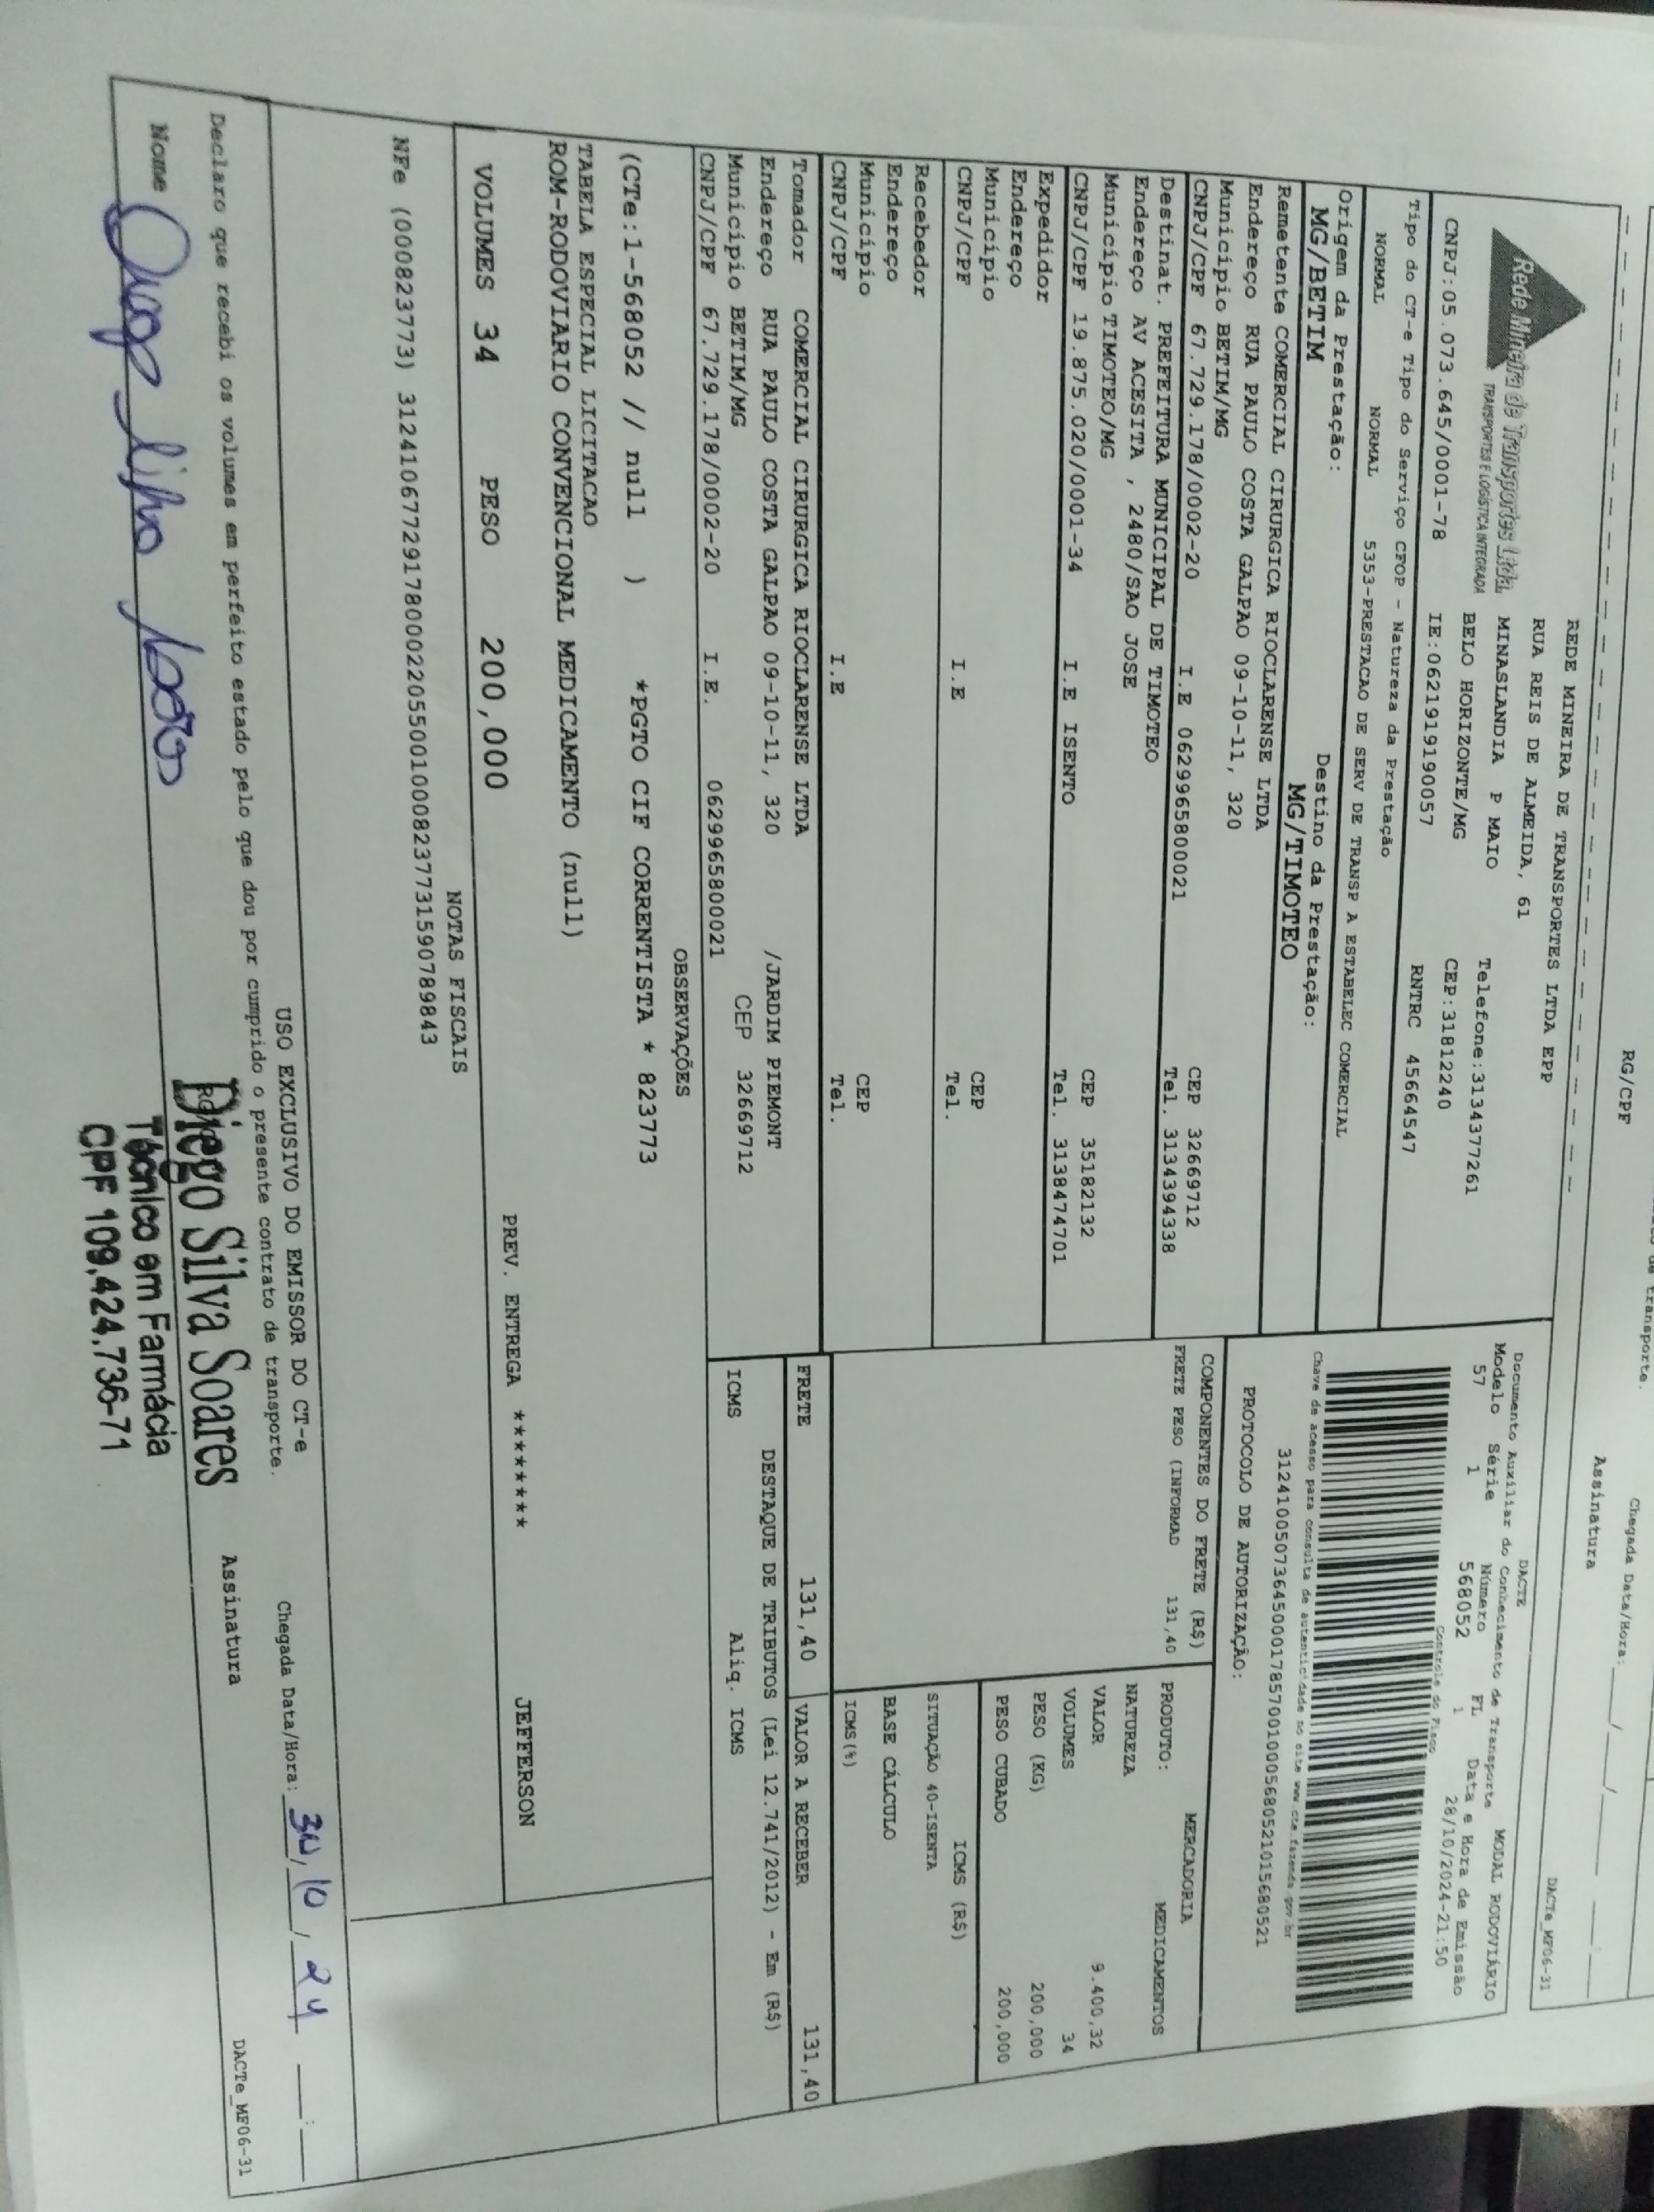 RG/CPF
Assinatura
Chegada Data/Hora:
de transporte.
DACTe_MF06-31
Rede Mineira de Transportes Ltda.
TRANSPORTES E LOGÍSTICA INTEGRADA
REDE MINEIRA DE TRANSPORTES LTDA EPP
RUA REIS DE ALMEIDA, 61
MINASLANDIA P MAIO
BELO HORIZONTE/MG
Telefone:3134377261
CEP:31812240
CNPJ:05.073.645/0001-78
IE:0621919190057
RNTRC 45664547
Tipo do CT-e Tipo do Serviço CFOP - Natureza da Prestação
NORMAL NORMAL 5353-PRESTACAO DE SERV DE TRANSP A ESTABELEC COMERCIAL
Origem da Prestação: Destino da Prestação:
MG/BETIM MG/TIMOTEO
DACTE
Documento Auxiliar do Conhecimento de Transporte MODAL RODOVIÁRIO
Modelo Série Número FL Data e Hora de Emissão
57 1 568052 1 28/10/2024-21:50
Controle do Fisco
Chave de acesso para consulta de autenticidade no site www.cte.fazenda.gov.br
31241005073645000178570010005680521015680521
PROTOCOLO DE AUTORIZAÇÃO:
Remetente COMERCIAL CIRURGICA RIOCLARENSE LTDA
Endereço RUA PAULO COSTA GALPAO 09-10-11, 320
Município BETIM/MG CEP 32669712
CNPJ/CPF 67.729.178/0002-20 I.E 0629965800021 Tel. 3134394338
Destinat. PREFEITURA MUNICIPAL DE TIMOTEO
Endereço AV ACESITA , 2480/SAO JOSE
Município TIMOTEO/MG CEP 35182132
CNPJ/CPF 19.875.020/0001-34 I.E ISENTO Tel. 3138474701
Expedidor
Endereço
Município CEP
CNPJ/CPF I.E Tel.
Recebedor
Endereço
Município CEP
CNPJ/CPF I.E Tel.
Tomador COMERCIAL CIRURGICA RIOCLARENSE LTDA
Endereço RUA PAULO COSTA GALPAO 09-10-11, 320 /JARDIM PIEMONT
Município BETIM/MG CEP 32669712
CNPJ/CPF 67.729.178/0002-20 I.E. 0629965800021
COMPONENTES DO FRETE (R$)
FRETE PESO (INFORMAD 131,40
MERCADORIA
PRODUTO: MEDICAMENTOS
NATUREZA
VALOR 9.400,32
VOLUMES 34
PESO (KG) 200,000
PESO CUBADO 200,000
ICMS (R$)
SITUAÇÃO 40-ISENTA
BASE CÁLCULO
ICMS(%)
FRETE 131,40 VALOR A RECEBER 131,40
DESTAQUE DE TRIBUTOS (Lei 12.741/2012) - Em (R$)
ICMS Aliq. ICMS
OBSERVAÇÕES
(CTe:1-568052 // null ) *PGTO CIF CORRENTISTA * 823773
TABELA ESPECIAL LICITACAO
ROM-RODOVIARIO CONVENCIONAL MEDICAMENTO (null)
VOLUMES 34 PESO 200,000 PREV. ENTREGA ******** JEFFERSON
NOTAS FISCAIS
NFe (000823773) 31241067729178000220550010008237731590789843
USO EXCLUSIVO DO EMISSOR DO CT-e
Declaro que recebi os volumes em perfeito estado pelo que dou por cumprido o presente contrato de transporte.
Chegada Data/Hora: 30/10/24
Nome
Assinatura
Diego Silva Soares
Técnico em Farmácia
CPF 109.424.736-71
DACTe_MF06-31